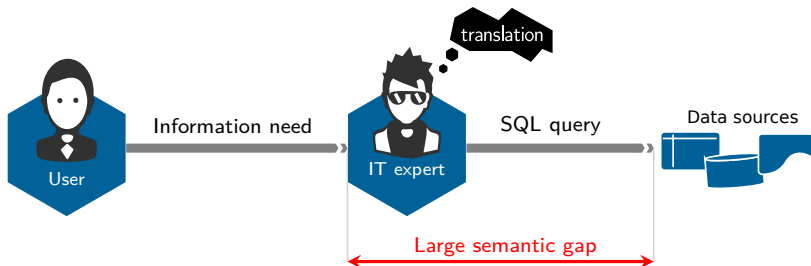 translation
Information need
SQL query
Data sources
User
IT expert
Large semantic gap